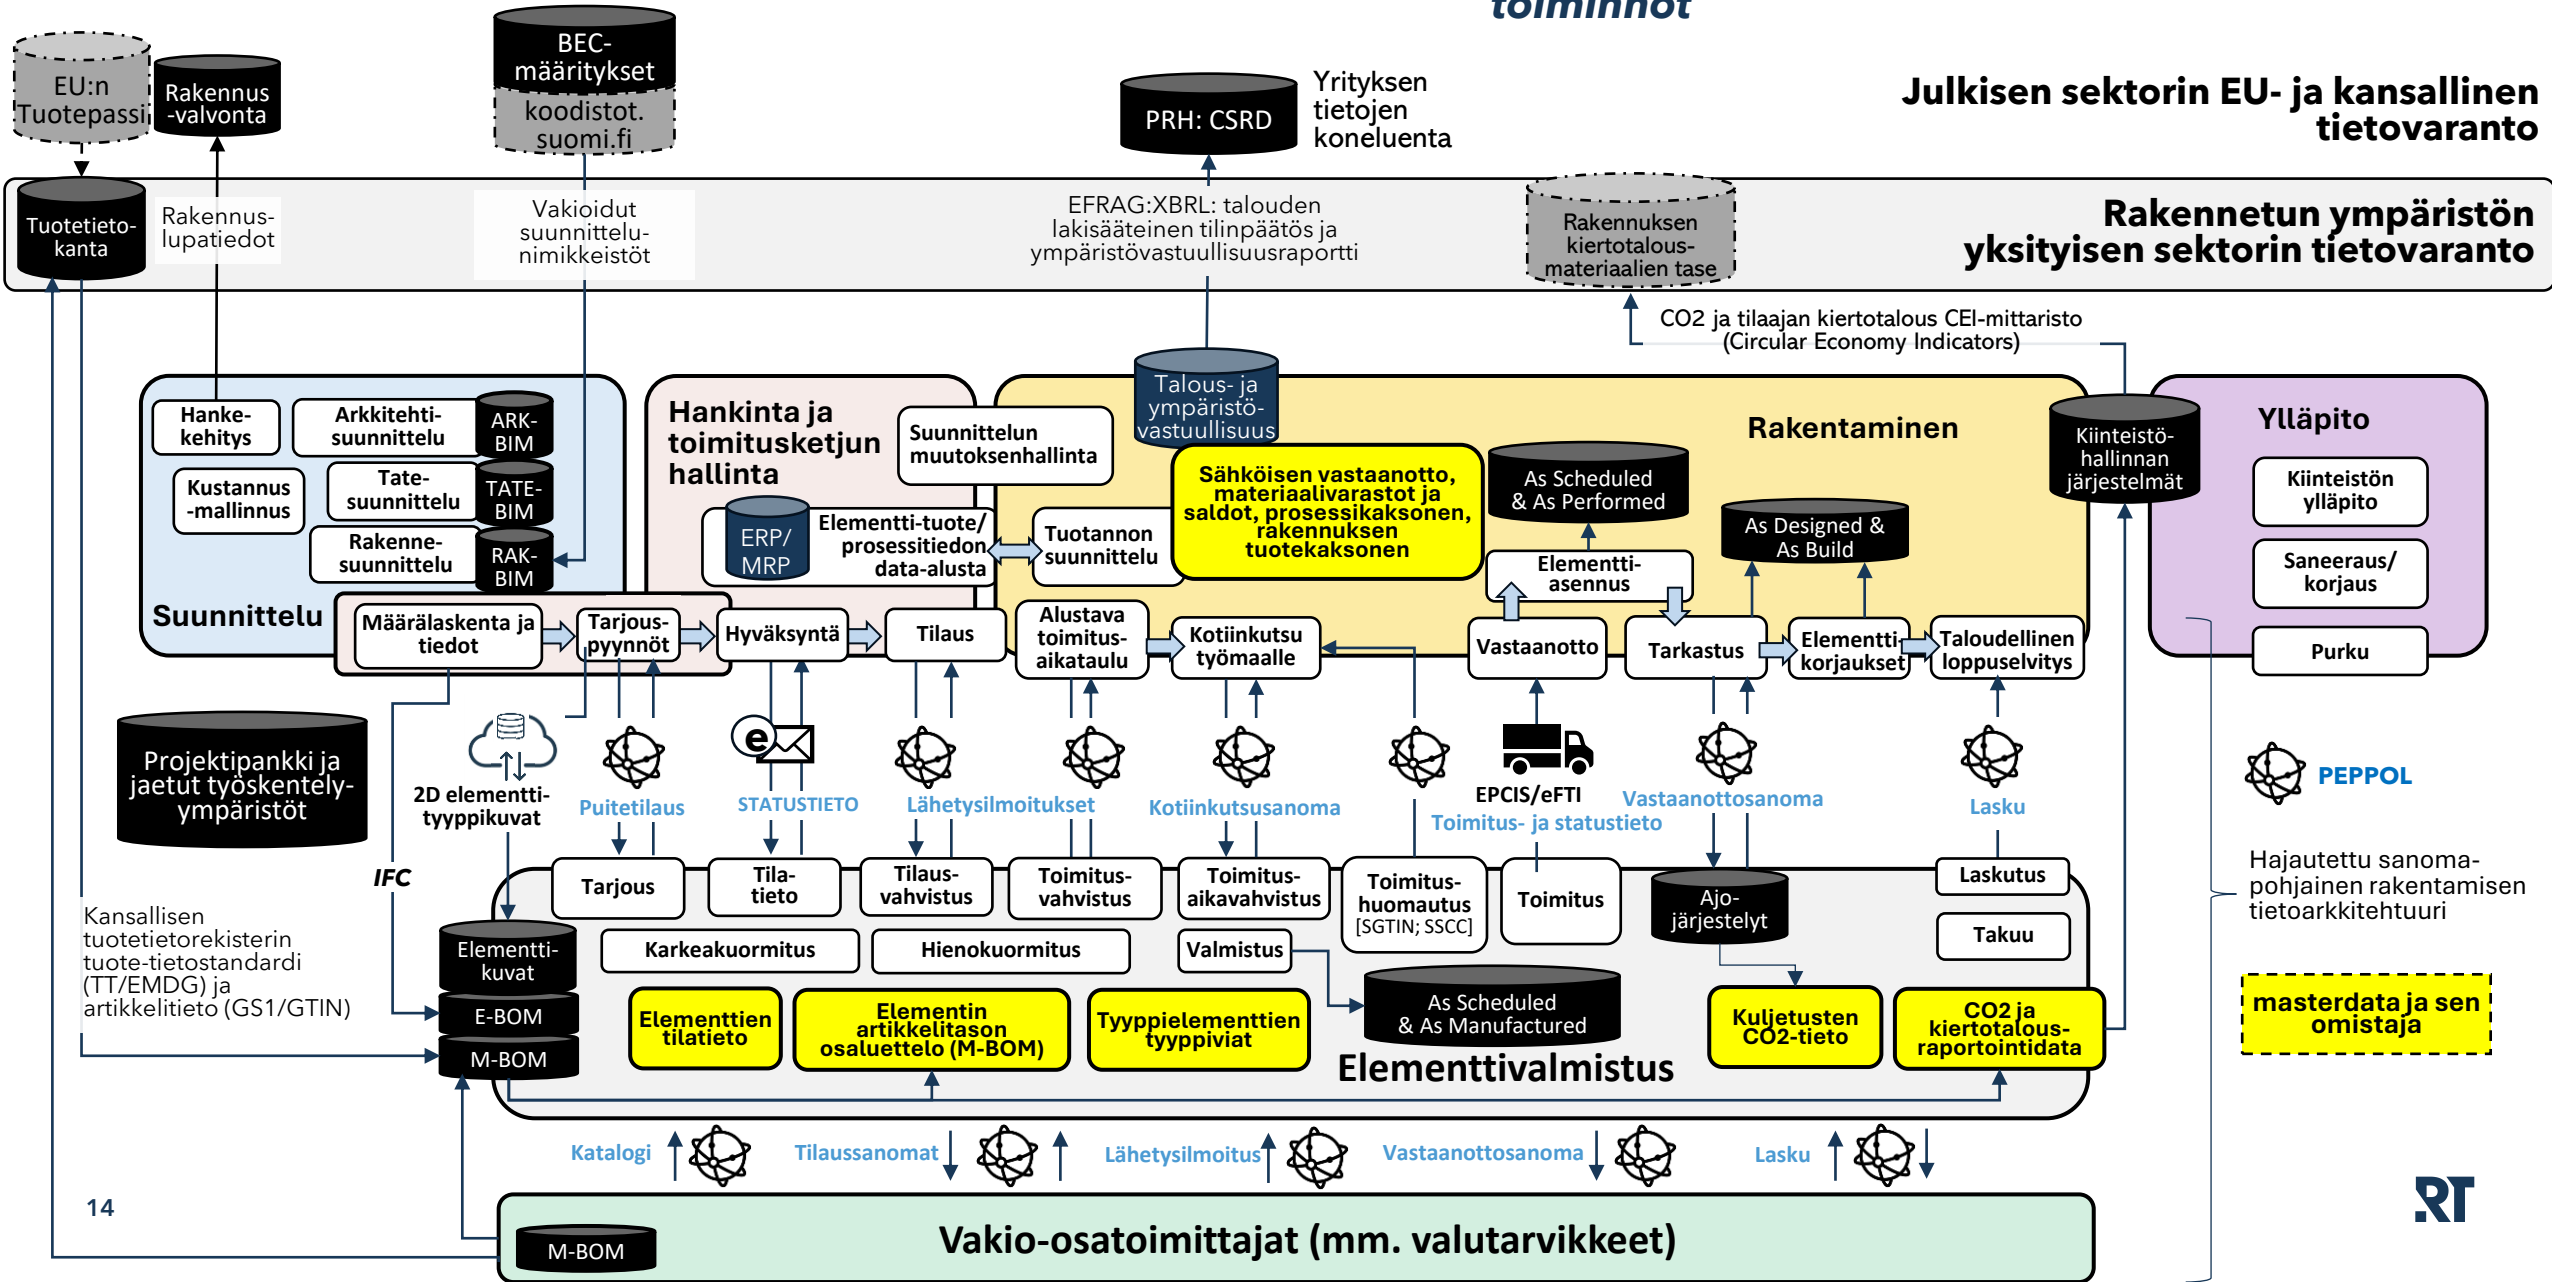 toiminnot
EU:n
Tuotepassi
Rakennus
-valvonta
BEC-
määritykset
koodistot.
suomi.fi
PRH: CSRD
Yrityksen
tietojen
koneluenta
Julkisen sektorin EU- ja kansallinen
tietovaranto
Tuotetieto-
kanta
Rakennus-
lupatiedot
Vakioidut
suunnittelu-
nimikkeistöt
EFRAG:XBRL: talouden
lakisääteinen tilinpäätös ja
ympäristövastuullisuusraportti
Rakennuksen
kiertotalous-
materiaalien tase
Rakennetun ympäristön
yksityisen sektorin tietovaranto
CO2 ja tilaajan kiertotalous CEI-mittaristo
(Circular Economy Indicators)
Hanke-
kehitys
Arkkitehti-
suunnittelu
ARK-
BIM
Kustannus
-mallinnus
Tate-
suunnittelu
TATE-
BIM
Rakenne-
suunnittelu
RAK-
BIM
Suunnittelu
Hankinta ja
toimitusketjun
hallinta
Suunnittelun
muutoksenhallinta
ERP/
MRP
Elementti-tuote/
prosessitiedon
data-alusta
Tuotannon
suunnittelu
Talous- ja
ympäristö-
vastuullisuus
Sähköisen vastaanotto,
materiaalivarastot ja
saldot, prosessikaksonen,
rakennuksen
tuotekaksonen
As Scheduled
& As Performed
Rakentaminen
As Designed &
As Build
Elementti-
asennus
Kiinteistö-
hallinnan
järjestelmät
Ylläpito
Kiinteistön
ylläpito
Saneeraus/
korjaus
Purku
Määrälaskenta ja
tiedot
Tarjous-
pyynnöt
Hyväksyntä
Tilaus
Alustava
toimitus-
aikataulu
Kotiinkutsu
työmaalle
Vastaanotto
Tarkastus
Elementti
korjaukset
Taloudellinen
loppuselvitys
Projektipankki ja
jaetut työskentely-
ympäristöt
2D elementti-
tyyppikuvat
Puitetilaus
e
STATUSTIETO
Lähetysilmoitukset
Kotiinkutsusanoma
EPCIS/eFTI
Toimitus- ja statustieto
Vastaanottosanoma
Lasku
PEPPOL
IFC
Tarjous
Tila-
tieto
Tilaus-
vahvistus
Toimitus-
vahvistus
Toimitus-
aikavahvistus
Toimitus-
huomautus
[SGTIN; SSCC]
Toimitus
Ajo-
järjestelyt
Laskutus
Takuu
Hajautettu sanoma-
pohjainen rakentamisen
tietoarkkitehtuuri
Kansallisen
tuotetietorekisterin
tuote-tietostandardi
(TT/EMDG) ja
artikkelitieto (GS1/GTIN)
Elementti-
kuvat
E-BOM
M-BOM
Karkeakuormitus
Hienokuormitus
Valmistus
Elementtien
tilatieto
Elementin
artikkelitason
osaluettelo (M-BOM)
Tyyppielementtien
tyyppiviat
As Scheduled
& As Manufactured
Kuljetusten
CO2-tieto
CO2 ja
kiertotalous-
raportointidata
masterdata ja sen
omistaja
Elementtivalmistus
Katalogi
Tilaussanomat
Lähetysilmoitus
Vastaanottosanoma
Lasku
14
M-BOM
Vakio-osatoimittajat (mm. valutarvikkeet)
RT